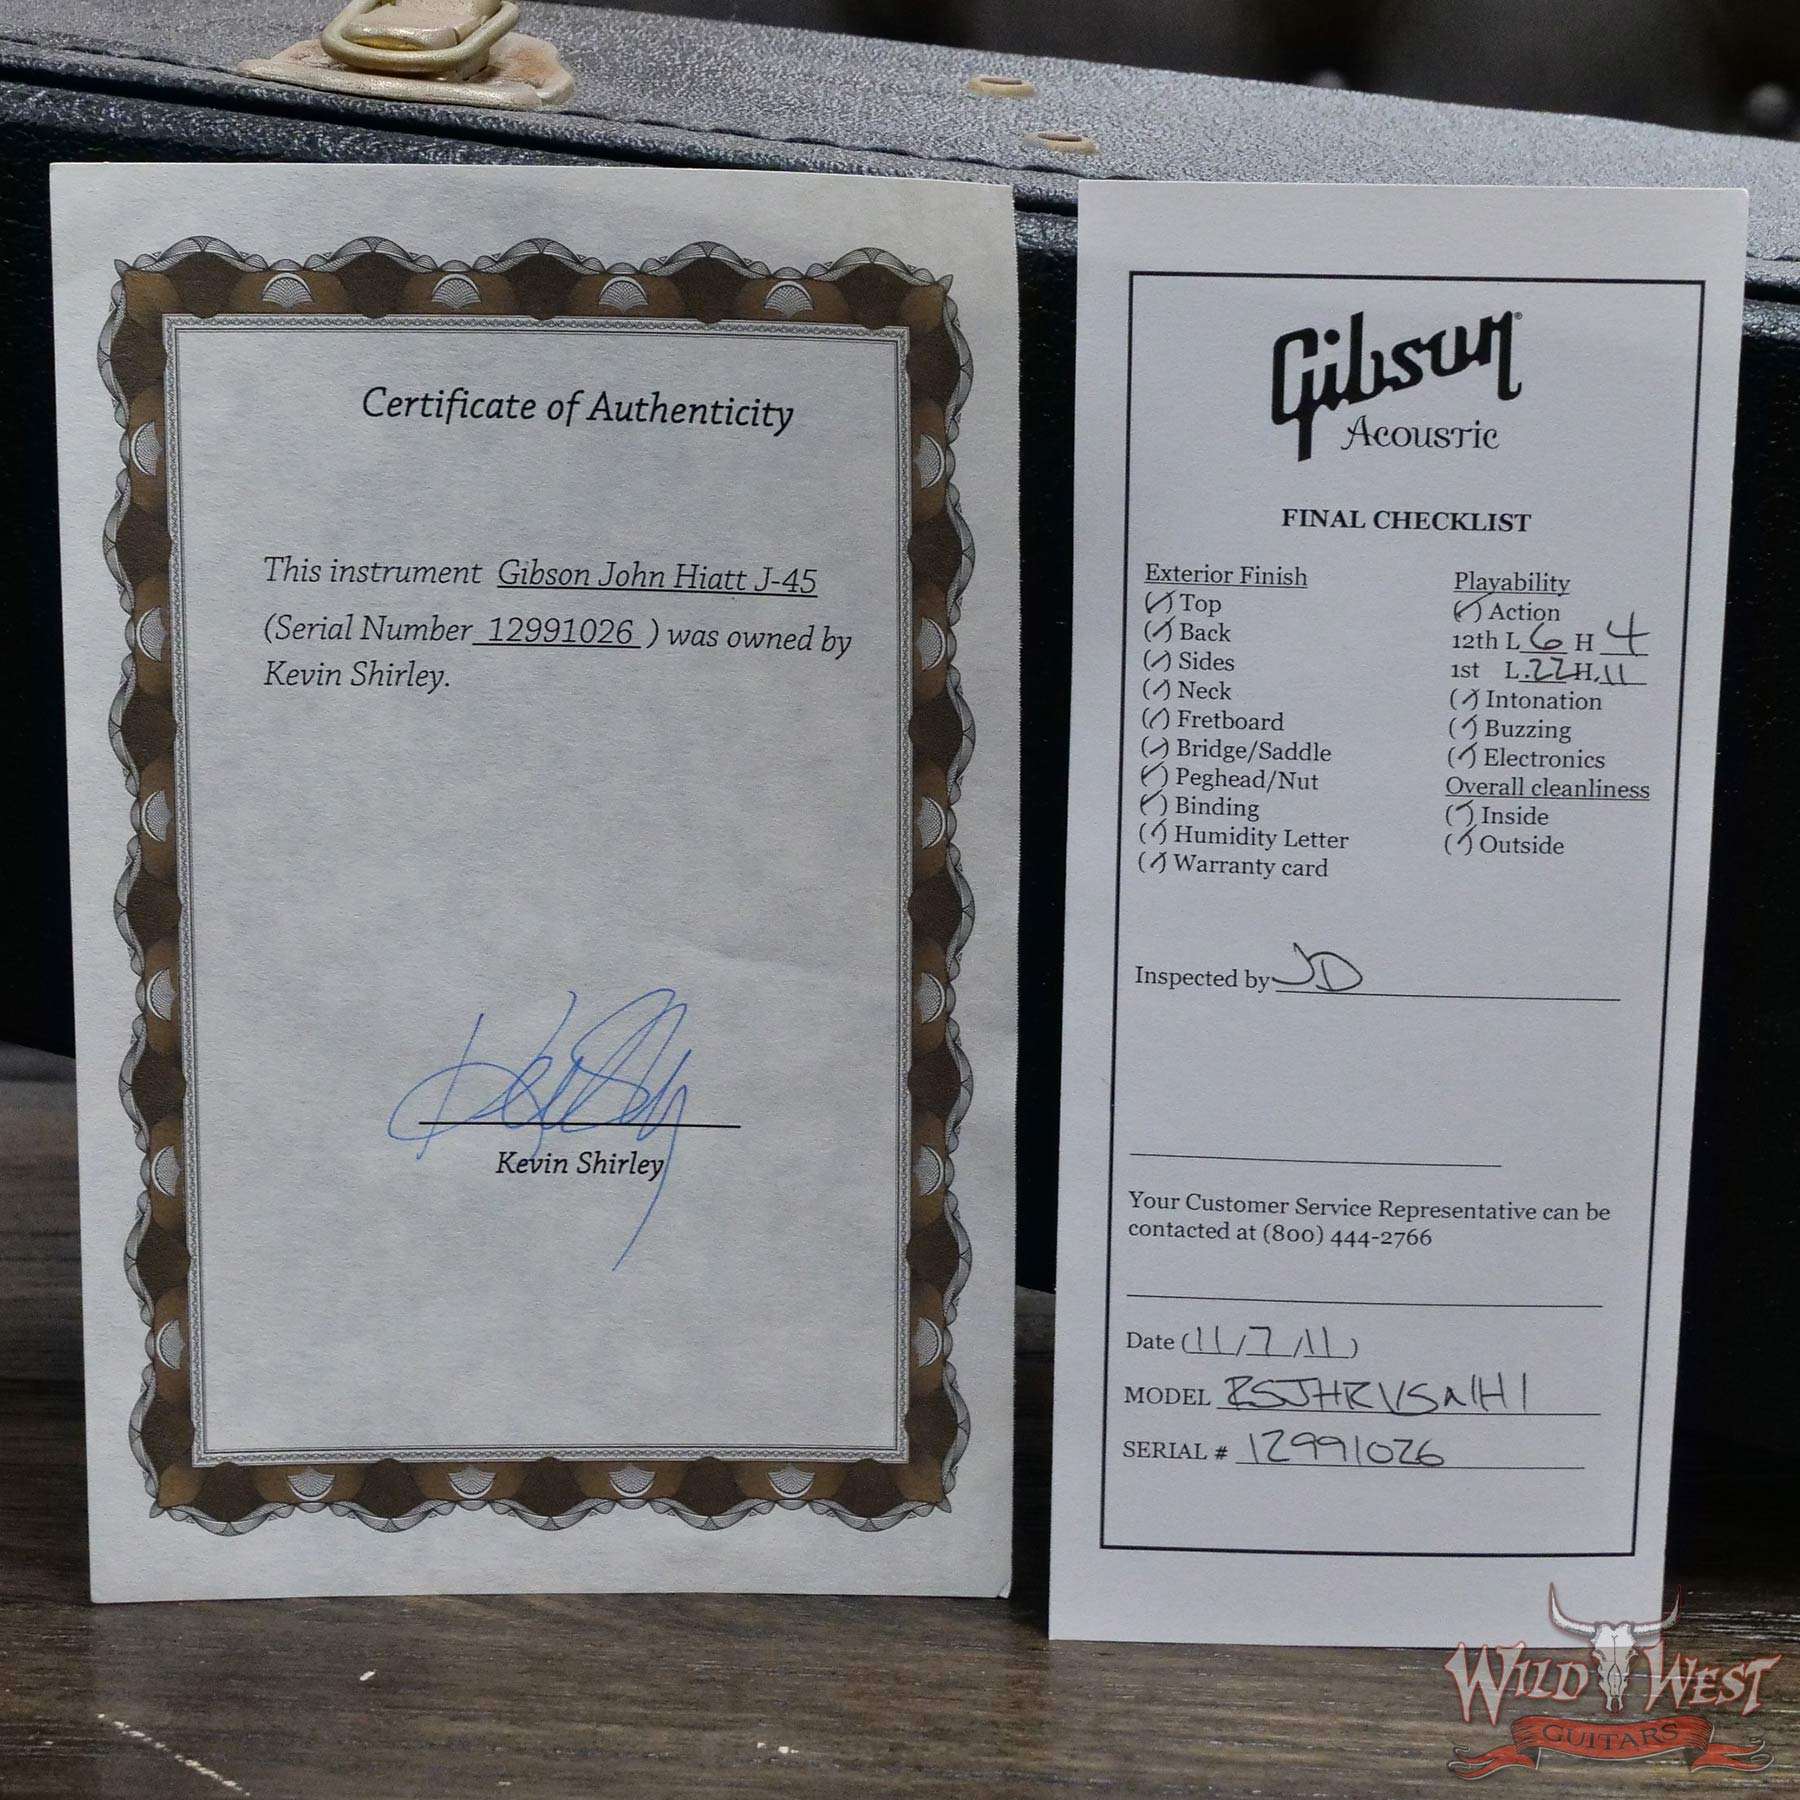 Certificate of Authenticity
This instrument Gibson John Hiatt J-45
(Serial Number 12991026 ) was owned by
Kevin Shirley.
Kevin Shirley
Gibson®
Acoustic
FINAL CHECKLIST
Exterior Finish
(✓) Top
(✓) Back
(✓) Sides
(✓) Neck
(✓) Fretboard
(✓) Bridge/Saddle
(✓) Peghead/Nut
(✓) Binding
(✓) Humidity Letter
(✓) Warranty card
Playability
(✓) Action
12th L 6 H 4
1st L .22 H .11
(✓) Intonation
(✓) Buzzing
(✓) Electronics
Overall cleanliness
(✓) Inside
(✓) Outside
Inspected by JD
Your Customer Service Representative can be
contacted at (800) 444-2766
Date (11/7/11)
MODEL RSJHRVSNH1
SERIAL # 12991026
WILD WEST
GUITARS